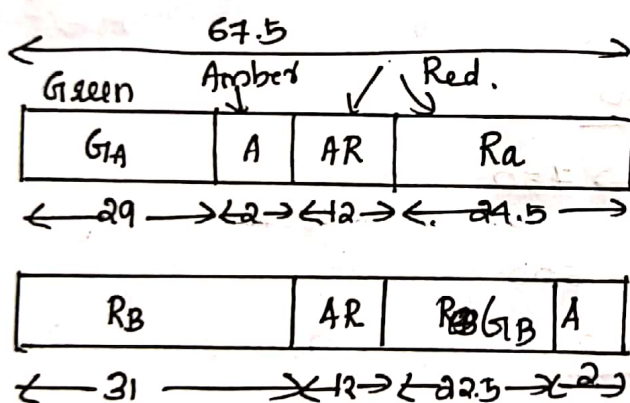 67.5
Green Amber Red.
GA A AR Ra
29 2 12 24.5
RB AR GB A
31 12 22.5 2